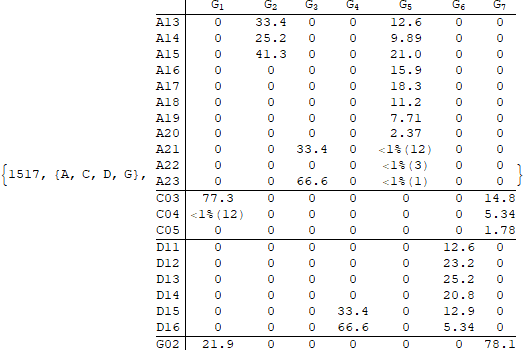 G₁ G₂ G₃ G₄ G₅ G₆ G₇
A13 0 33.4 0 0 12.6 0 0
A14 0 25.2 0 0 9.89 0 0
A15 0 41.3 0 0 21.0 0 0
A16 0 0 0 0 15.9 0 0
A17 0 0 0 0 18.3 0 0
A18 0 0 0 0 11.2 0 0
A19 0 0 0 0 7.71 0 0
A20 0 0 0 0 2.37 0 0
A21 0 0 33.4 0 <1%(12) 0 0
{1517, {A, C, D, G}, A22 0 0 0 0 <1%(3) 0 0 }
A23 0 0 66.6 0 <1%(1) 0 0
C03 77.3 0 0 0 0 0 14.8
C04 <1%(12) 0 0 0 0 0 5.34
C05 0 0 0 0 0 0 1.78
D11 0 0 0 0 0 12.6 0
D12 0 0 0 0 0 23.2 0
D13 0 0 0 0 0 25.2 0
D14 0 0 0 0 0 20.8 0
D15 0 0 0 33.4 0 12.9 0
D16 0 0 0 66.6 0 5.34 0
G02 21.9 0 0 0 0 0 78.1